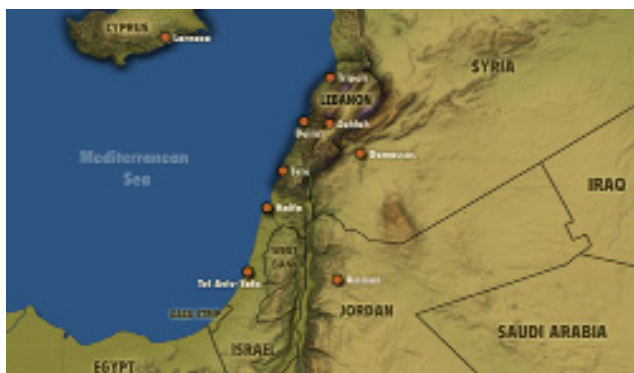 CYPRUS
Larnaca
SYRIA
Tripoli
LEBANON
Beirut
Zahleh
Mediterranean
Sea
Damascus
Tyre
IRAQ
Haifa
WEST
BANK
Tel Aviv-Yafo
Amman
GAZA STRIP
JORDAN
SAUDI ARABIA
ISRAEL
EGYPT